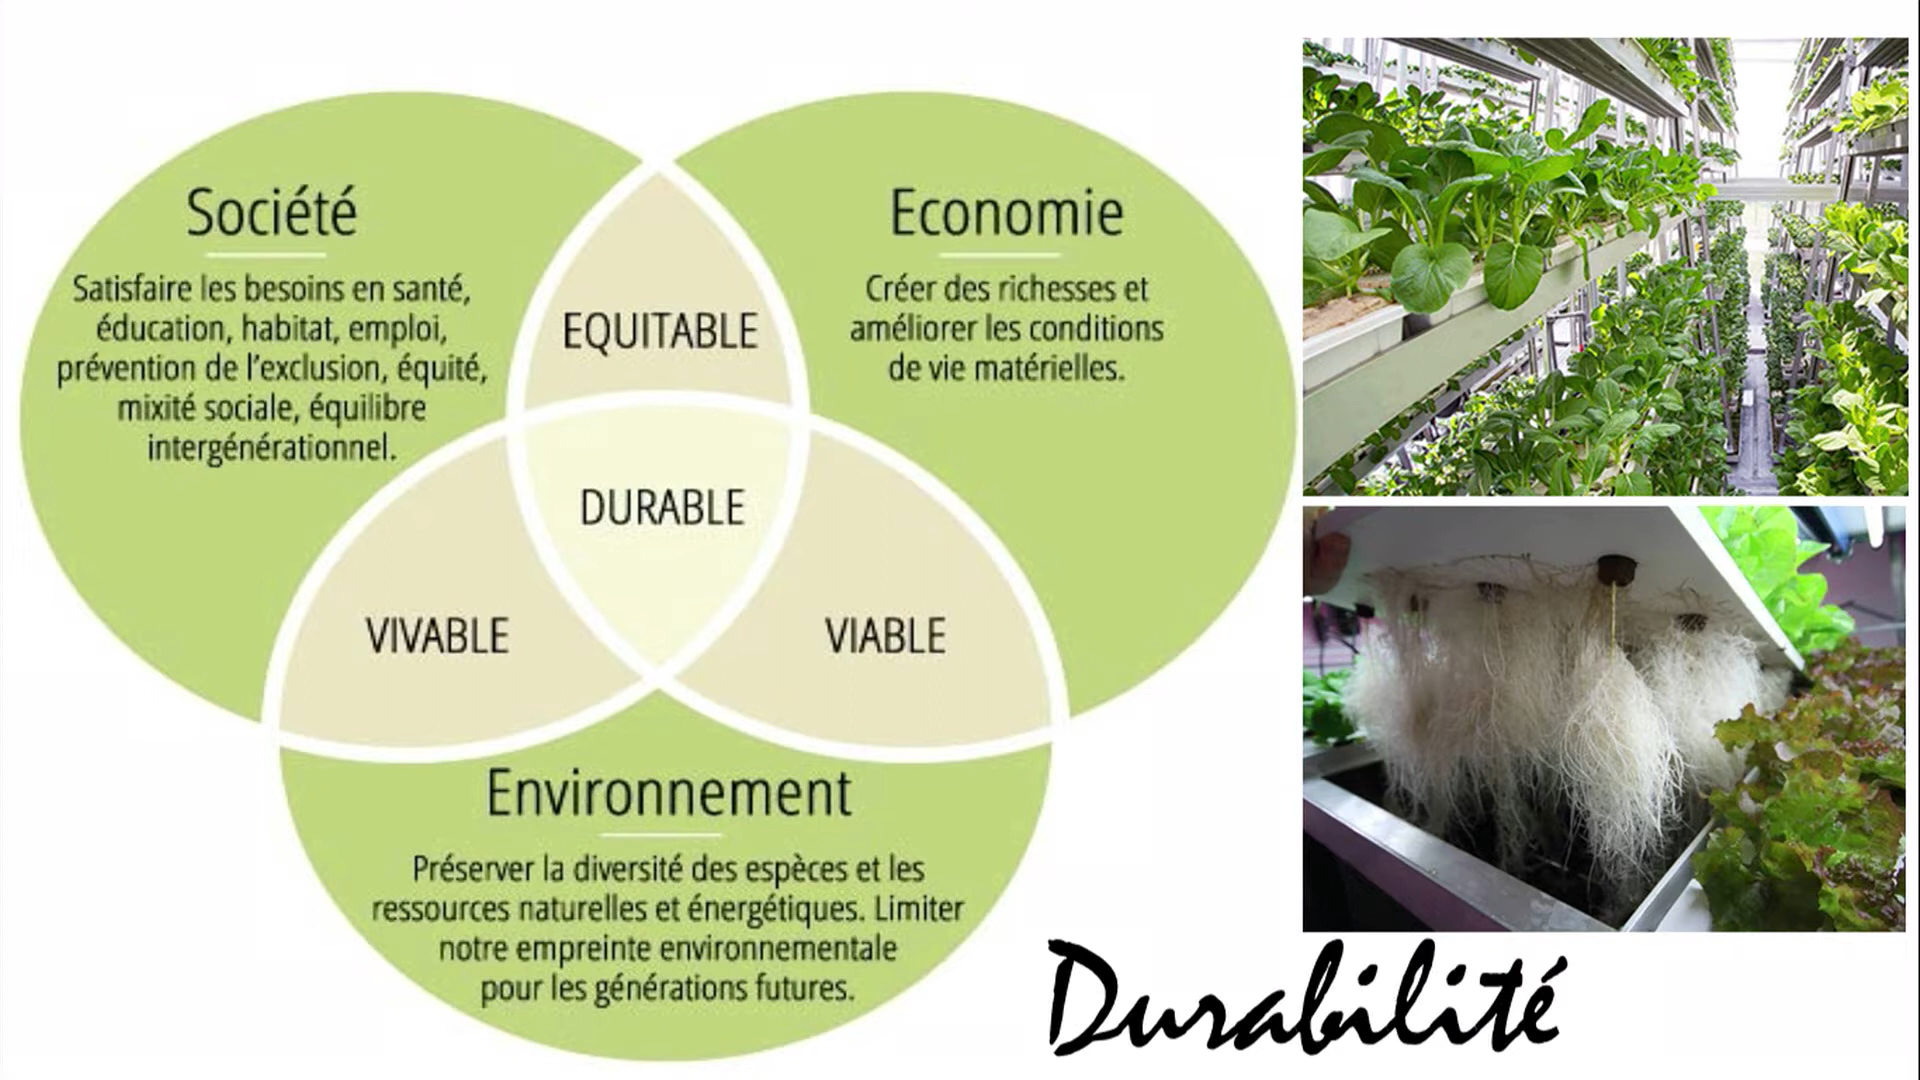 Société
Satisfaire les besoins en santé,
éducation, habitat, emploi,
prévention de l'exclusion, équité,
mixité sociale, équilibre
intergénérationnel.
EQUITABLE
Economie
Créer des richesses et
améliorer les conditions
de vie matérielles.
DURABLE
VIVABLE
VIABLE
Environnement
Préserver la diversité des espèces et les
ressources naturelles et énergétiques. Limiter
notre empreinte environnementale
pour les générations futures.
Durabilité